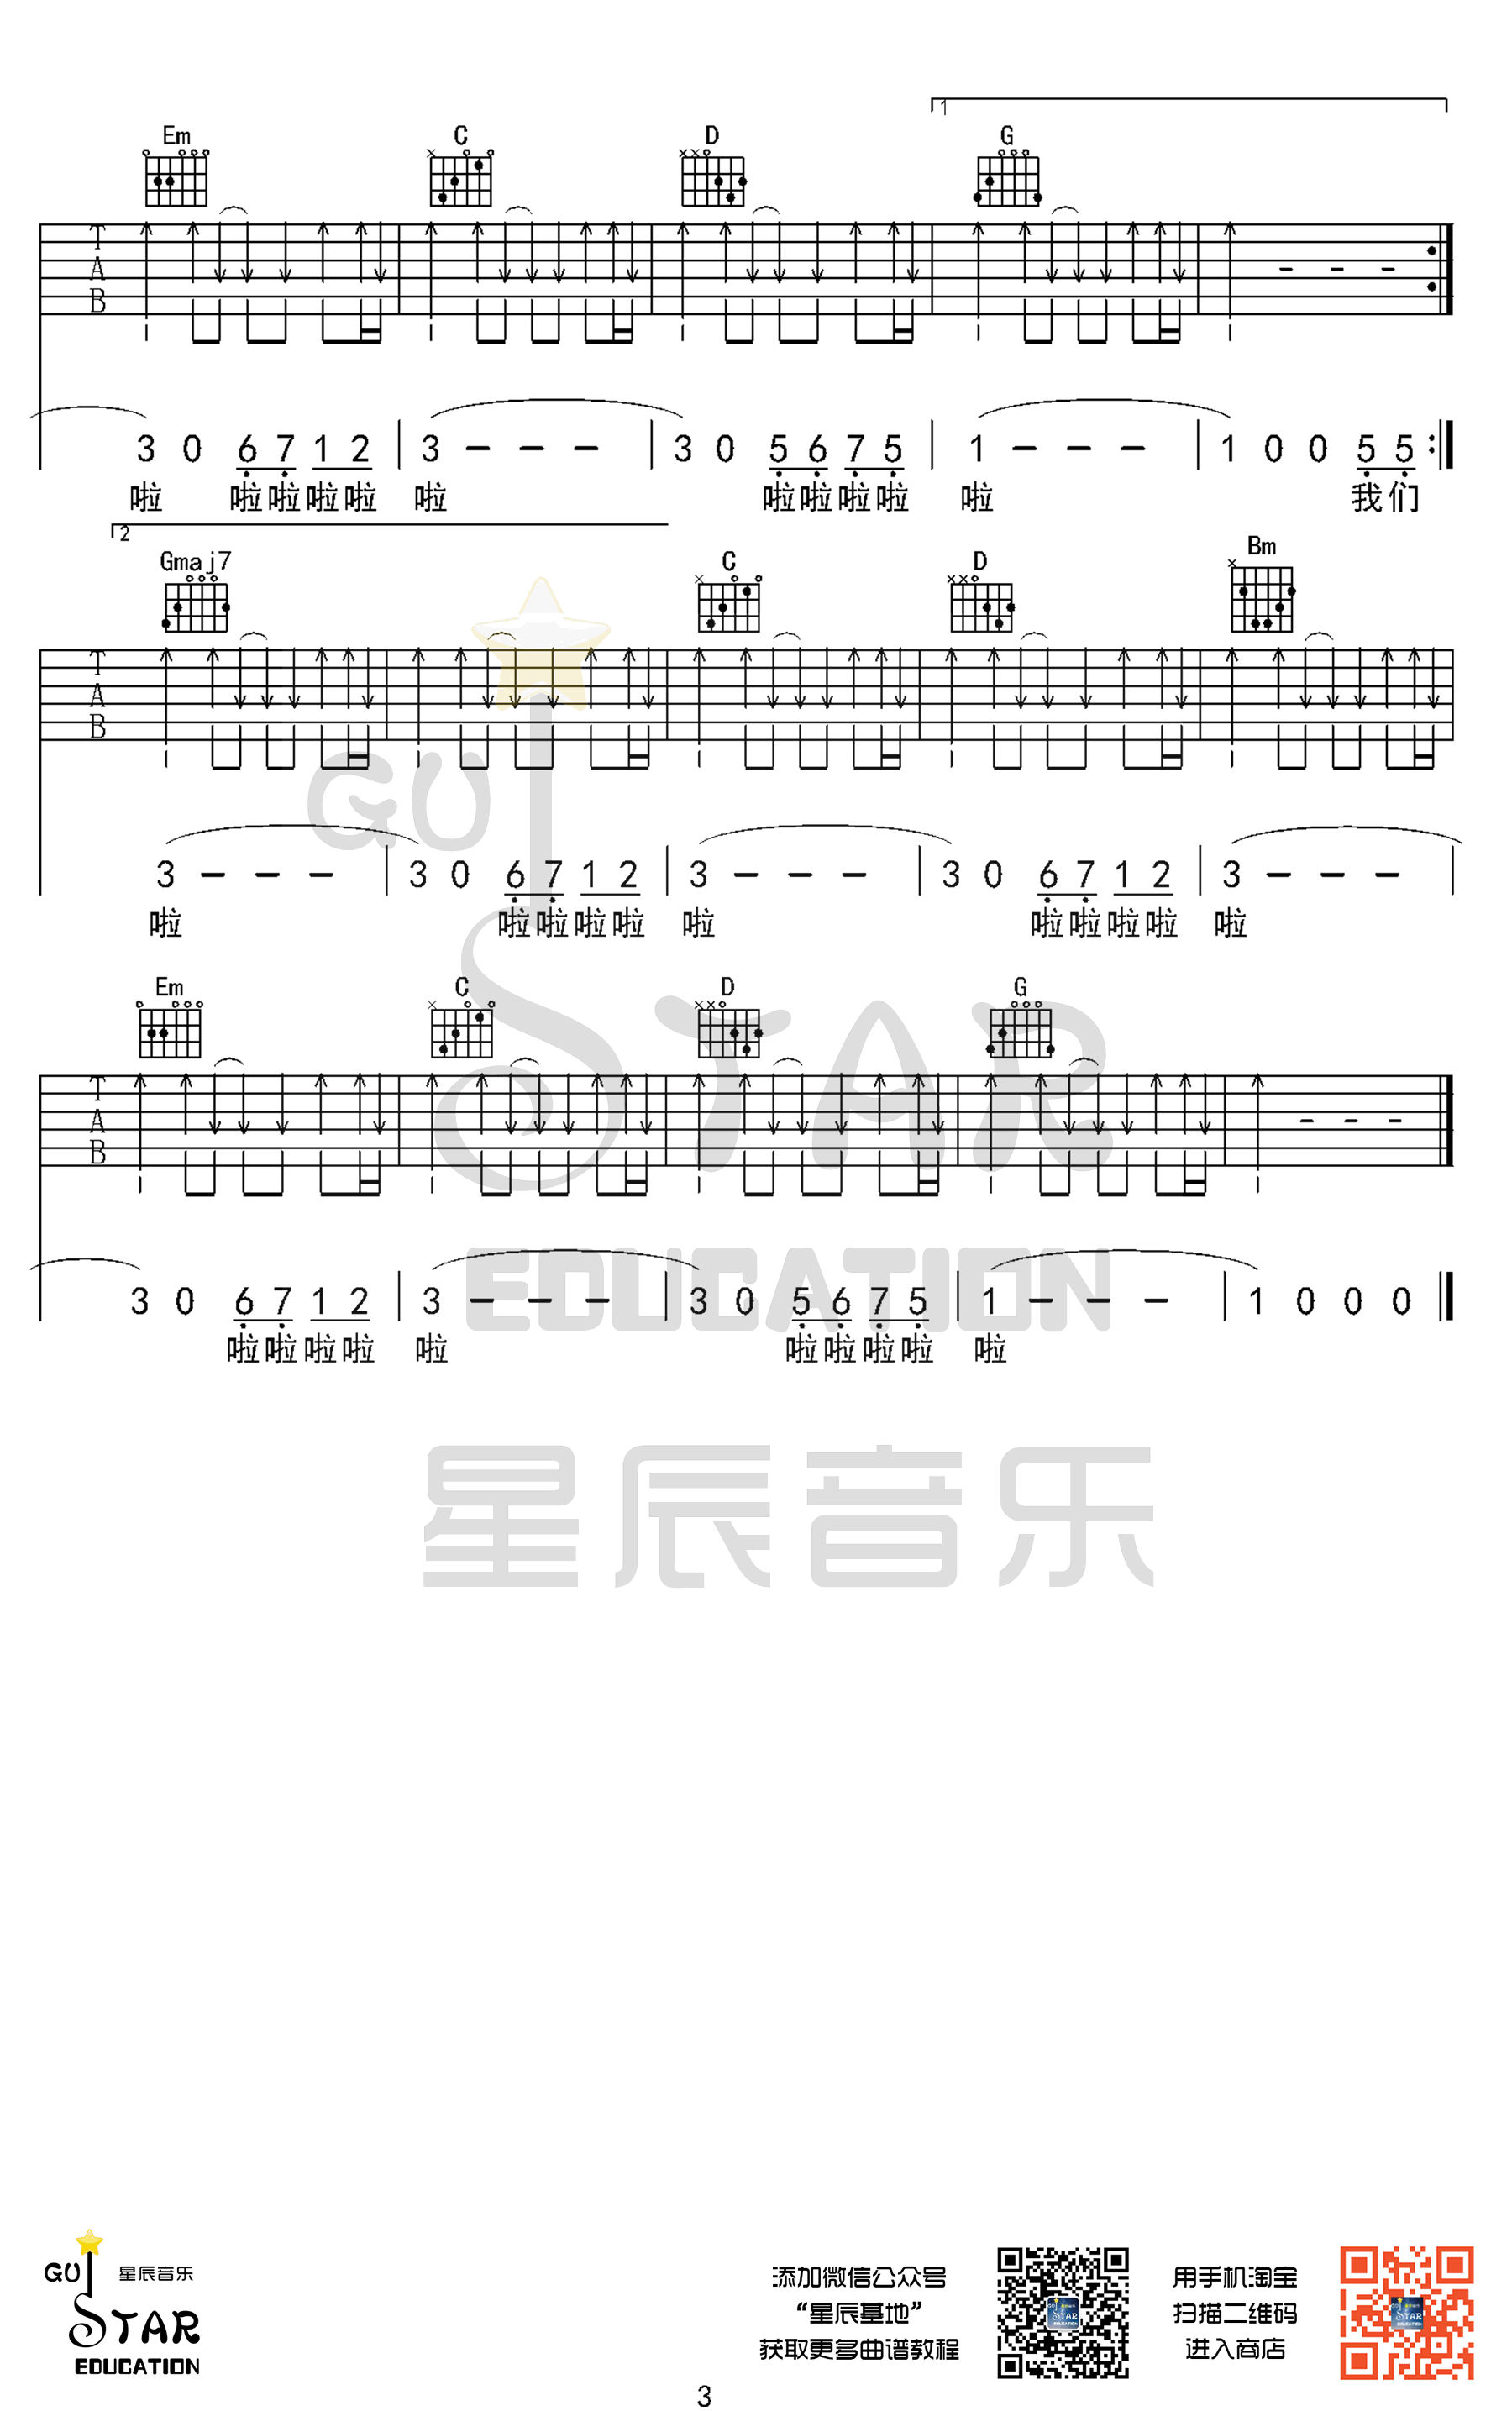 1
Em C D G
T
A
B
3 0 6 7 1 2 3 - - - 3 0 5 6 7 5 1 - - - 1 0 0 5 5
啦 啦啦啦啦 啦 啦啦啦啦 啦 我们
2
Gmaj7 C D Bm
T
A
B
3 - - - 3 0 6 7 1 2 3 - - - 3 0 6 7 1 2 3 - - -
啦 啦啦啦啦 啦 啦啦啦啦 啦
Em C D G
T
A
B
3 0 6 7 1 2 3 - - - 3 0 5 6 7 5 1 - - - 1 0 0 0
啦啦啦啦 啦 啦啦啦啦 啦
GUI
STAR
EDUCATION
星辰音乐
GUI 星辰音乐
STAR
EDUCATION
添加微信公众号
“星辰基地”
获取更多曲谱教程
用手机淘宝
扫描二维码
进入商店
3